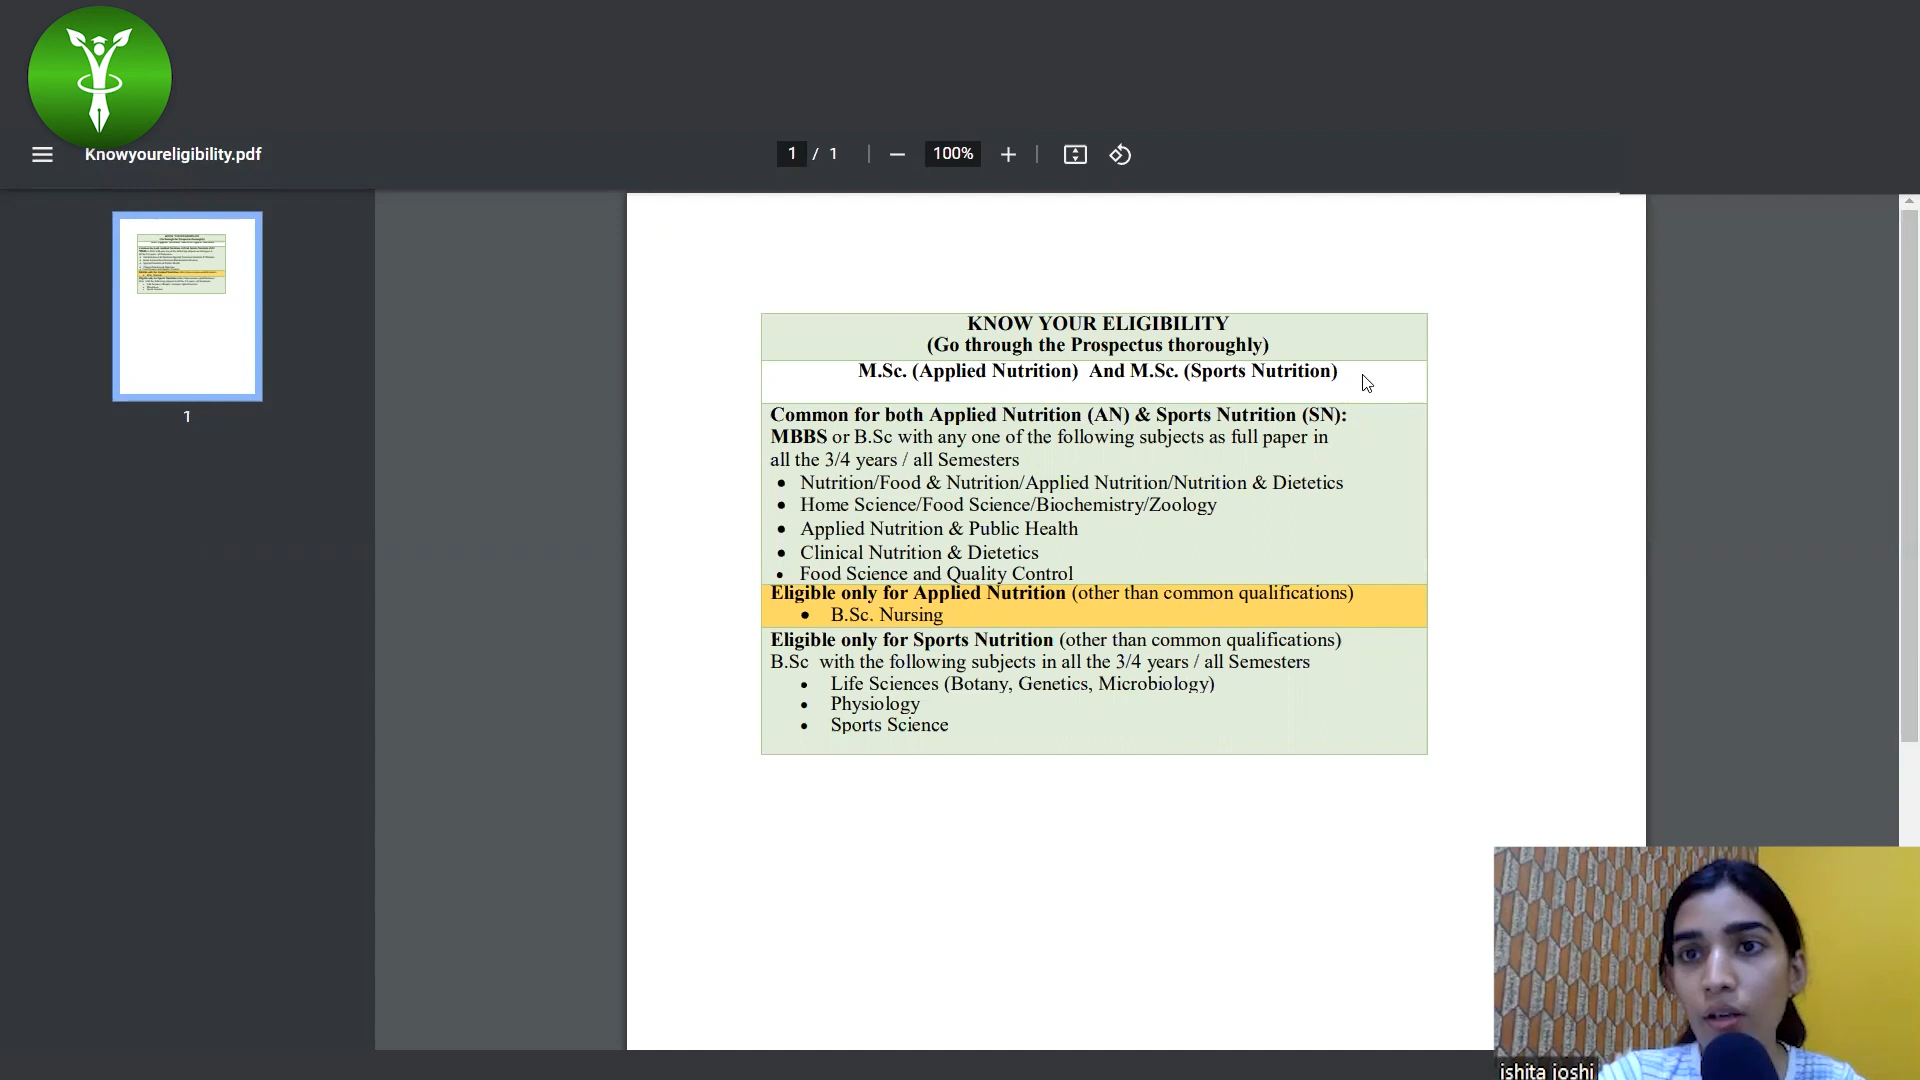 Knowyoureligibility.pdf
1 / 1
100%
1
KNOW YOUR ELIGIBILITY
(Go through the Prospectus thoroughly)
M.Sc. (Applied Nutrition) And M.Sc. (Sports Nutrition)
Common for both Applied Nutrition (AN) & Sports Nutrition (SN):
MBBS or B.Sc with any one of the following subjects as full paper in
all the 3/4 years / all Semesters
• Nutrition/Food & Nutrition/Applied Nutrition/Nutrition & Dietetics
• Home Science/Food Science/Biochemistry/Zoology
• Applied Nutrition & Public Health
• Clinical Nutrition & Dietetics
• Food Science and Quality Control
Eligible only for Applied Nutrition (other than common qualifications)
• B.Sc. Nursing
Eligible only for Sports Nutrition (other than common qualifications)
B.Sc with the following subjects in all the 3/4 years / all Semesters
• Life Sciences (Botany, Genetics, Microbiology)
• Physiology
• Sports Science
ishita joshi